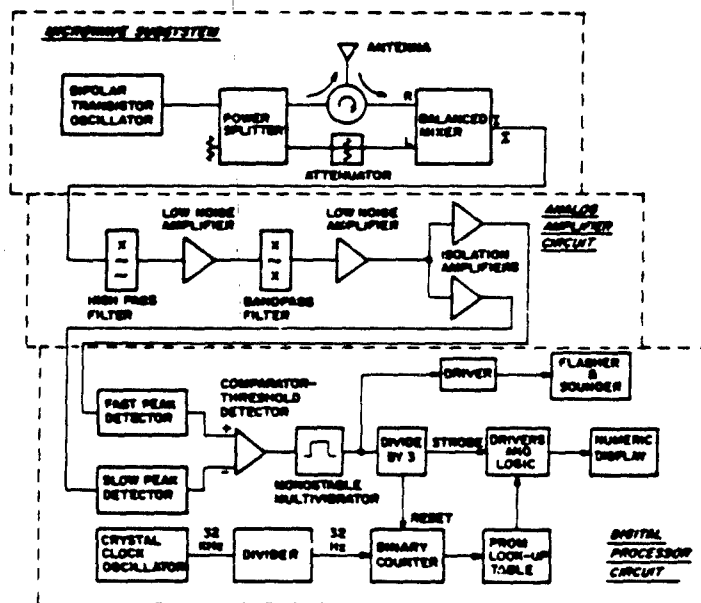 MICROWAVE SUBSYSTEM
ANTENNA
BIPOLAR
TRANSISTOR
OSCILLATOR
POWER
SPLITTER
R
L
BALANCED
MIXER
I
Σ
ATTENUATOR
LOW NOISE
AMPLIFIER
LOW NOISE
AMPLIFIER
ANALOG
AMPLIFIER
CIRCUIT
ISOLATION
AMPLIFIERS
HIGH PASS
FILTER
BANDPASS
FILTER
COMPARATOR-
THRESHOLD
DETECTOR
DRIVER
FLASHER &
SOUNDER
FAST PEAK
DETECTOR
+
-
SLOW PEAK
DETECTOR
MONOSTABLE
MULTIVIBRATOR
DIVIDE
BY 3
STROBE
DRIVERS
AND
LOGIC
NUMERIC
DISPLAY
RESET
CRYSTAL
CLOCK
OSCILLATOR
32
KHz
DIVIDER
32
Hz
BINARY
COUNTER
PROM
LOOK-UP
TABLE
DIGITAL
PROCESSOR
CIRCUIT